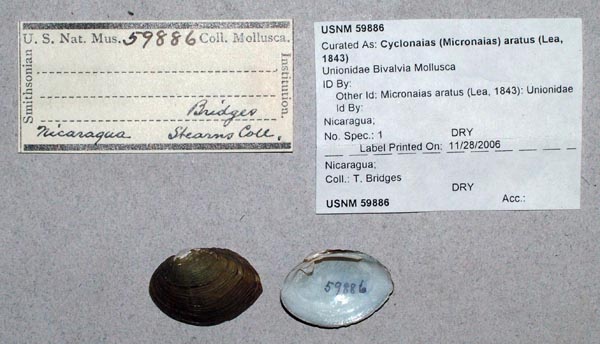 U. S. Nat. Mus. 59886 Coll. Mollusca.
Smithsonian
Institution.
Bridges
Nicaragua Stearns Coll.
USNM 59886
Curated As: Cyclonaias (Micronaias) aratus (Lea,
1843)
Unionidae Bivalvia Mollusca
ID By:
Other Id: Micronaias aratus (Lea, 1843): Unionidae
Id By:
Nicaragua;
No. Spec.: 1 DRY
Label Printed On: 11/28/2006
Nicaragua;
Coll.: T. Bridges
DRY
USNM 59886 Acc.:
59886